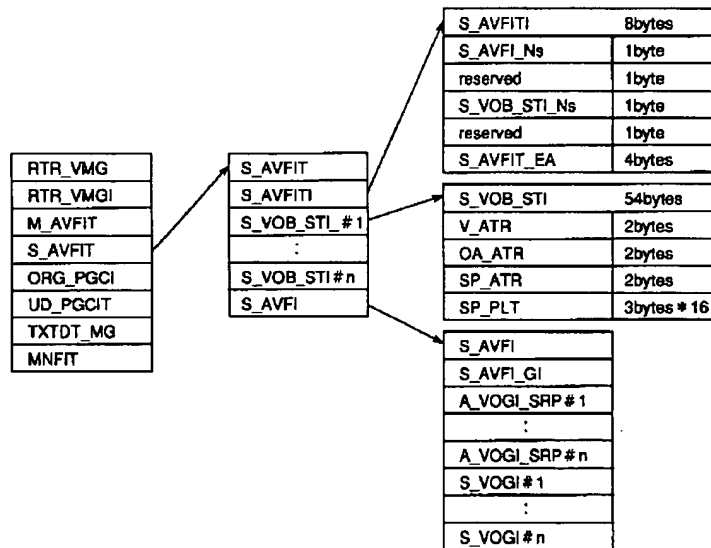 RTR_VMG
RTR_VMGI
M_AVFIT
S_AVFIT
ORG_PGCI
UD_PGCIT
TXTDT_MG
MNFIT
S_AVFIT
S_AVFITI
S_VOB_STI_#1
:
S_VOB_STI#n
S_AVFI
S_AVFITI 8bytes
S_AVFI_Ns 1byte
reserved 1byte
S_VOB_STI_Ns 1byte
reserved 1byte
S_AVFIT_EA 4bytes
S_VOB_STI 54bytes
V_ATR 2bytes
OA_ATR 2bytes
SP_ATR 2bytes
SP_PLT 3bytes*16
S_AVFI
S_AVFI_GI
A_VOGI_SRP#1
:
A_VOGI_SRP#n
S_VOGI#1
:
S_VOGI#n